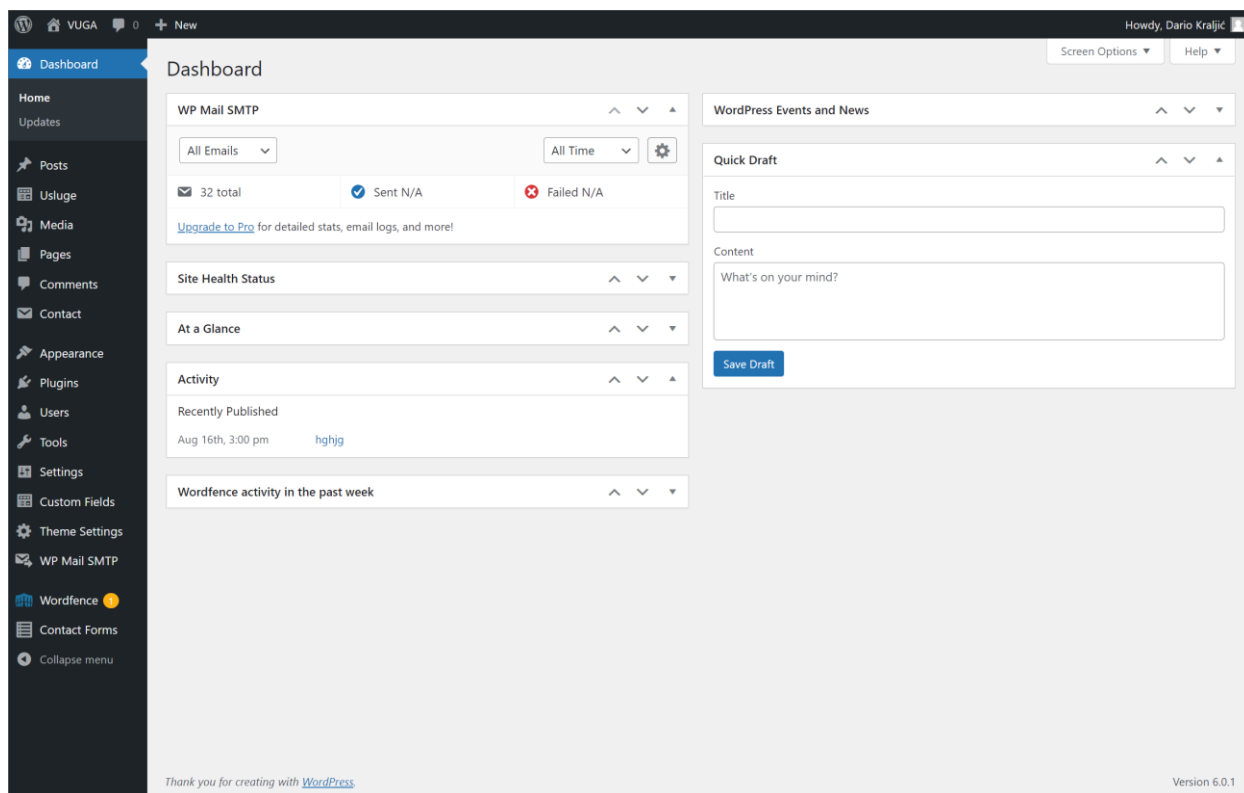 VUGA 0 New Howdy, Dario Kraljić
Screen Options ▼ Help ▼
Dashboard
Home
Updates
Posts
Usluge
Media
Pages
Comments
Contact
Appearance
Plugins
Users
Tools
Settings
Custom Fields
Theme Settings
WP Mail SMTP
Wordfence 1
Contact Forms
Collapse menu
Dashboard
WP Mail SMTP
All Emails All Time
32 total Sent N/A Failed N/A
Upgrade to Pro for detailed stats, email logs, and more!
Site Health Status
At a Glance
Activity
Recently Published
Aug 16th, 3:00 pm hghjg
Wordfence activity in the past week
WordPress Events and News
Quick Draft
Title
Content
What's on your mind?
Save Draft
Thank you for creating with WordPress.
Version 6.0.1